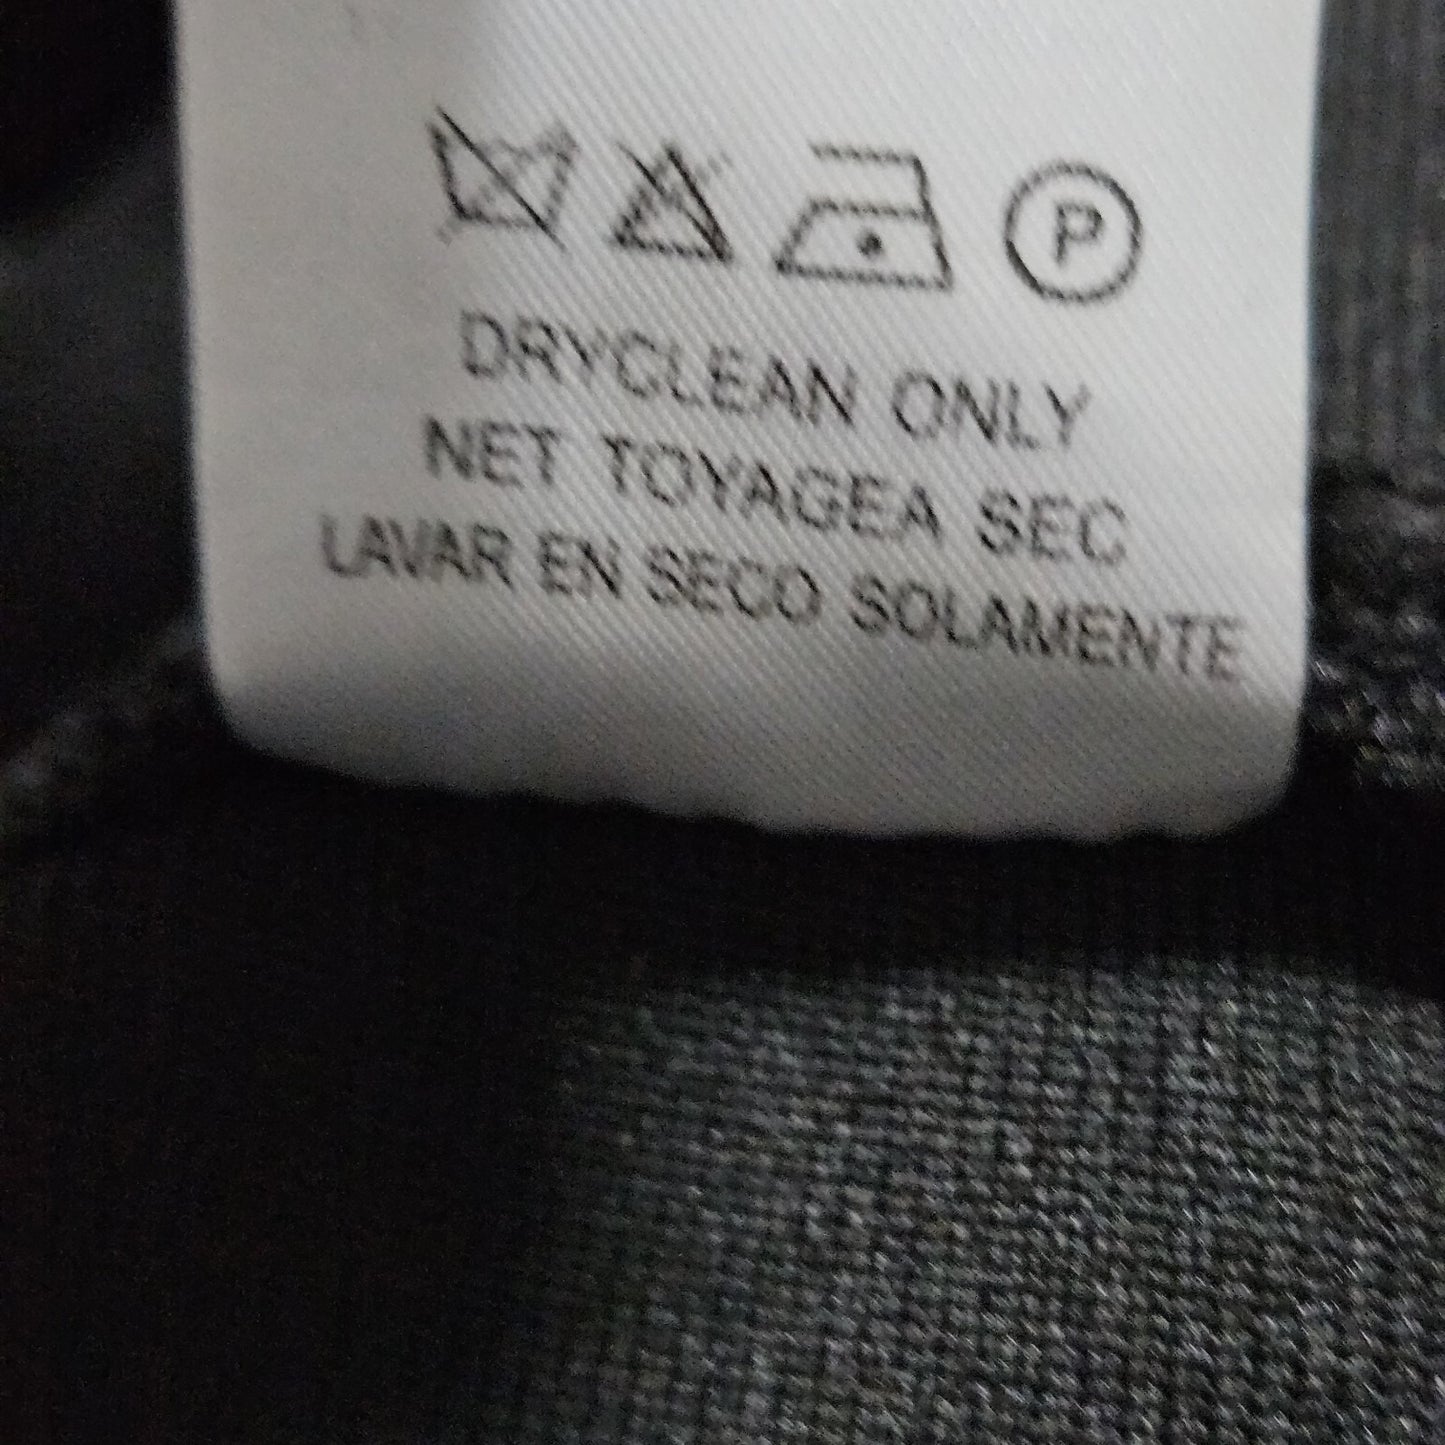 P
DRYCLEAN ONLY
NET TOYAGEA SEC
LAVAR EN SECO SOLAMENTE